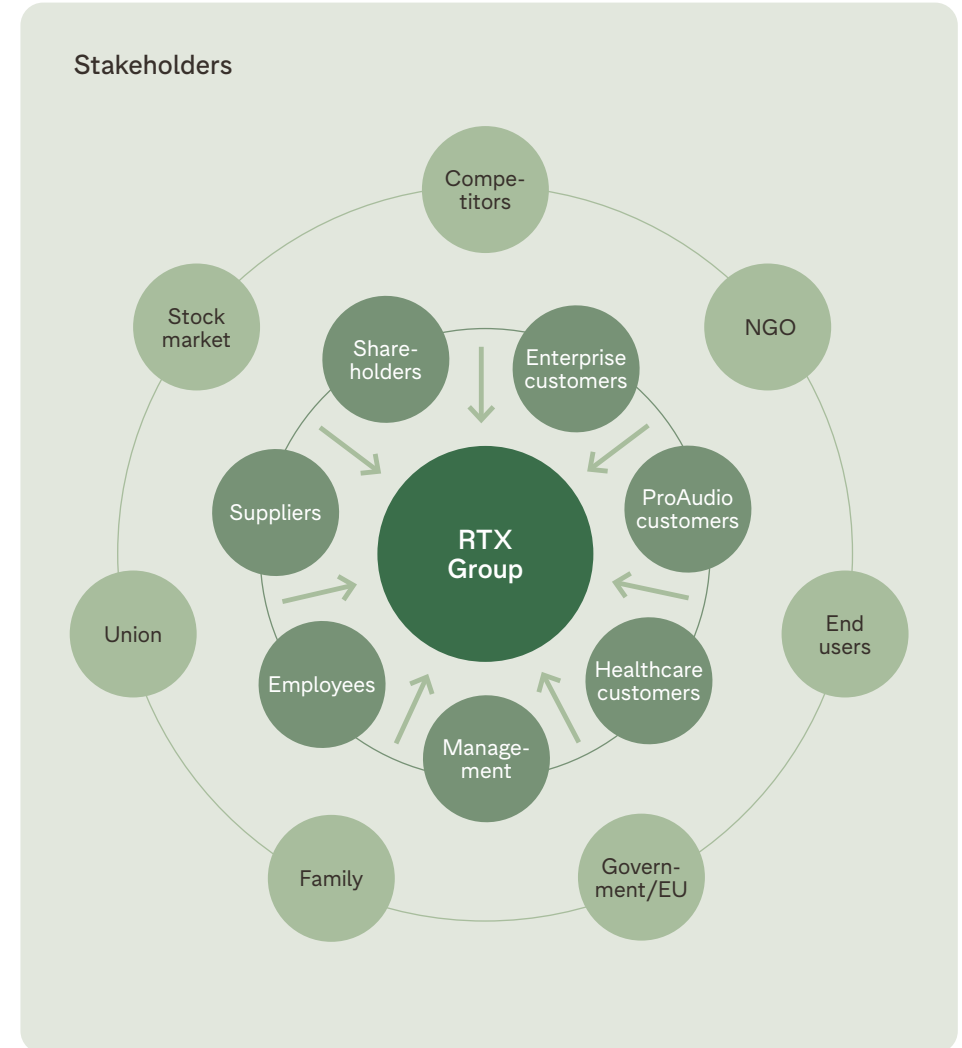 Stakeholders
Compe-
titors
Stock
market
NGO
Share-
holders
Enterprise
customers
Suppliers
ProAudio
customers
RTX
Group
Union
End
users
Employees
Healthcare
customers
Manage-
ment
Family
Govern-
ment/EU